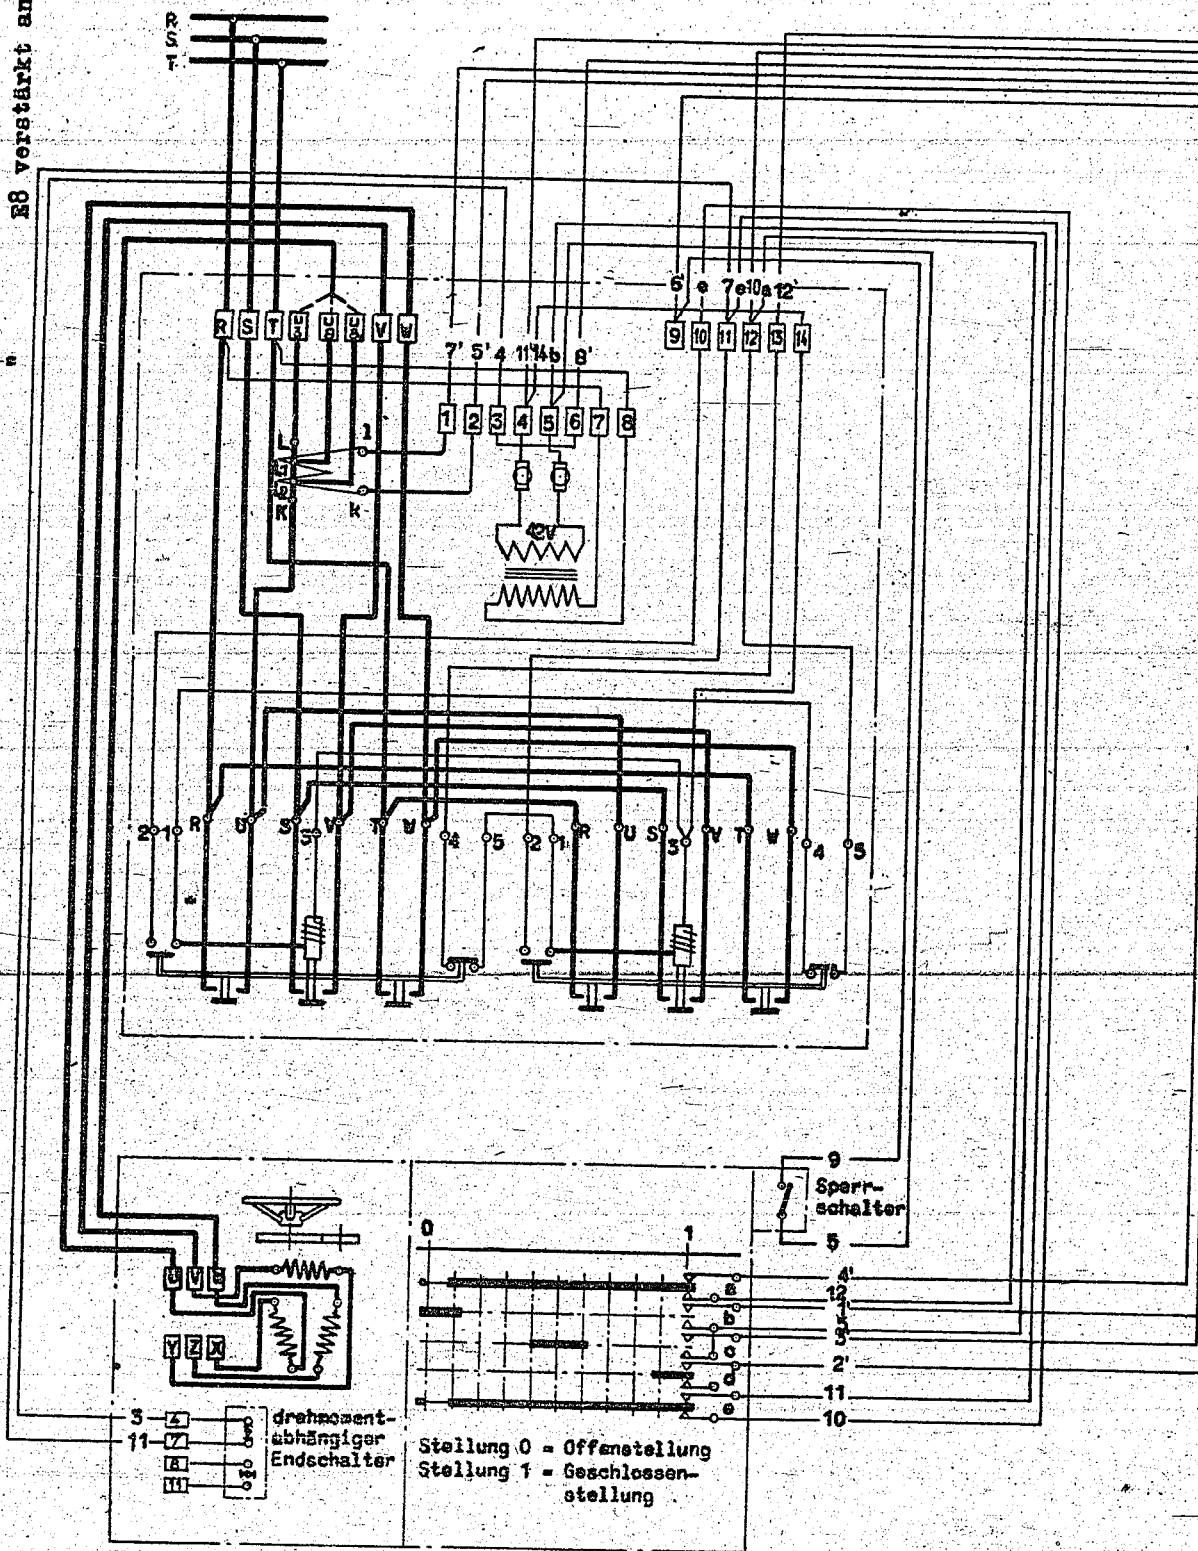 E8 verstärkt an
R
S
T
6' e 7e 10a 12'
R S T U V W
9 10 11 12 13 14
7' 5' 4 11' 14 b 8'
1 2 3 4 5 6 7 8
L l
K k
42V
2 1 R U S 3 V T W 4 5 2 1 R U S 3 V T W 4 5
9
Sperr-
schalter
5
0 1
U V W
4'
a
12
b
c
Y Z X
2'
d
11
e
10
3 4
11 7
8
11
drehmoment-
abhängiger
Endschalter
Stellung 0 = Offenstellung
Stellung 1 = Geschlossen-
stellung